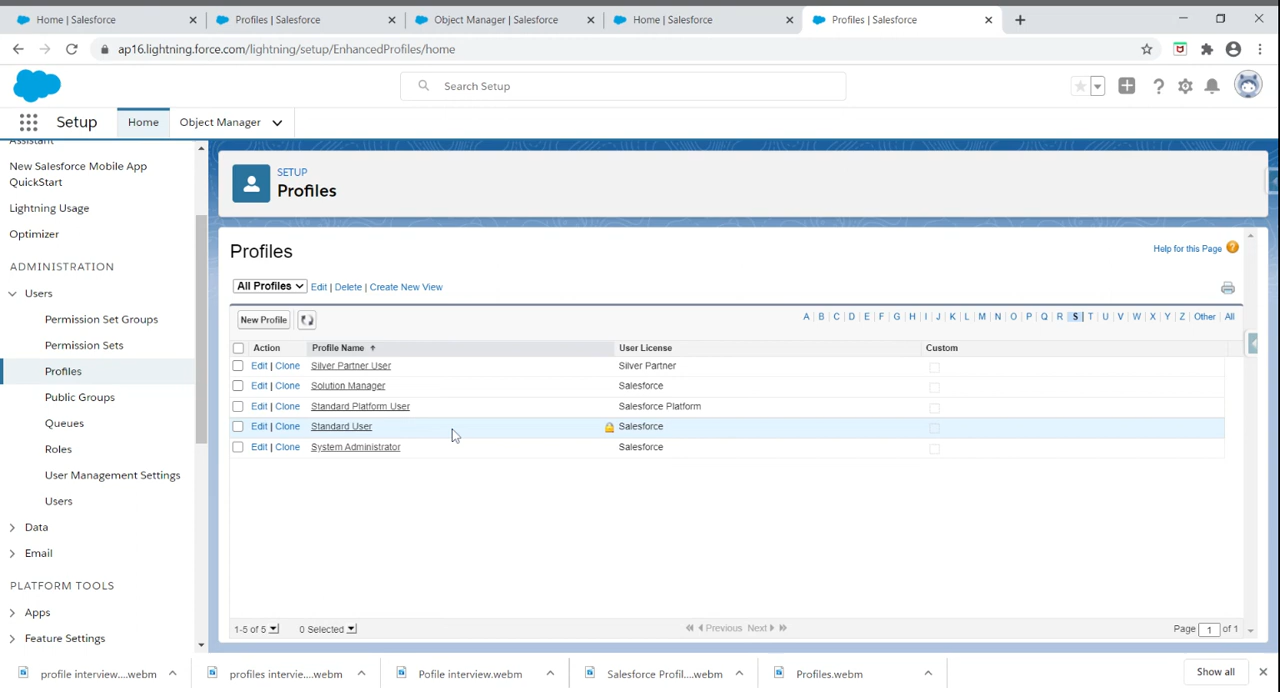 Home | Salesforce
Profiles | Salesforce
Object Manager | Salesforce
Home | Salesforce
Profiles | Salesforce
ap16.lightning.force.com/lightning/setup/EnhancedProfiles/home
Search Setup
Setup
Home
Object Manager
Assistant
New Salesforce Mobile App
QuickStart
Lightning Usage
Optimizer
ADMINISTRATION
Users
Permission Set Groups
Permission Sets
Profiles
Public Groups
Queues
Roles
User Management Settings
Users
Data
Email
PLATFORM TOOLS
Apps
Feature Settings
SETUP
Profiles
Profiles
Help for this Page ?
All Profiles Edit | Delete | Create New View
New Profile
A | B | C | D | E | F | G | H | I | J | K | L | M | N | O | P | Q | R | S | T | U | V | W | X | Y | Z | Other | All
Action Profile Name User License Custom
Edit | Clone Silver Partner User Silver Partner
Edit | Clone Solution Manager Salesforce
Edit | Clone Standard Platform User Salesforce Platform
Edit | Clone Standard User Salesforce
Edit | Clone System Administrator Salesforce
1-5 of 5 0 Selected Previous Next Page 1 of 1
profile interview....webm
profiles intervie....webm
Pofile interview.webm
Salesforce Profil....webm
Profiles.webm
Show all